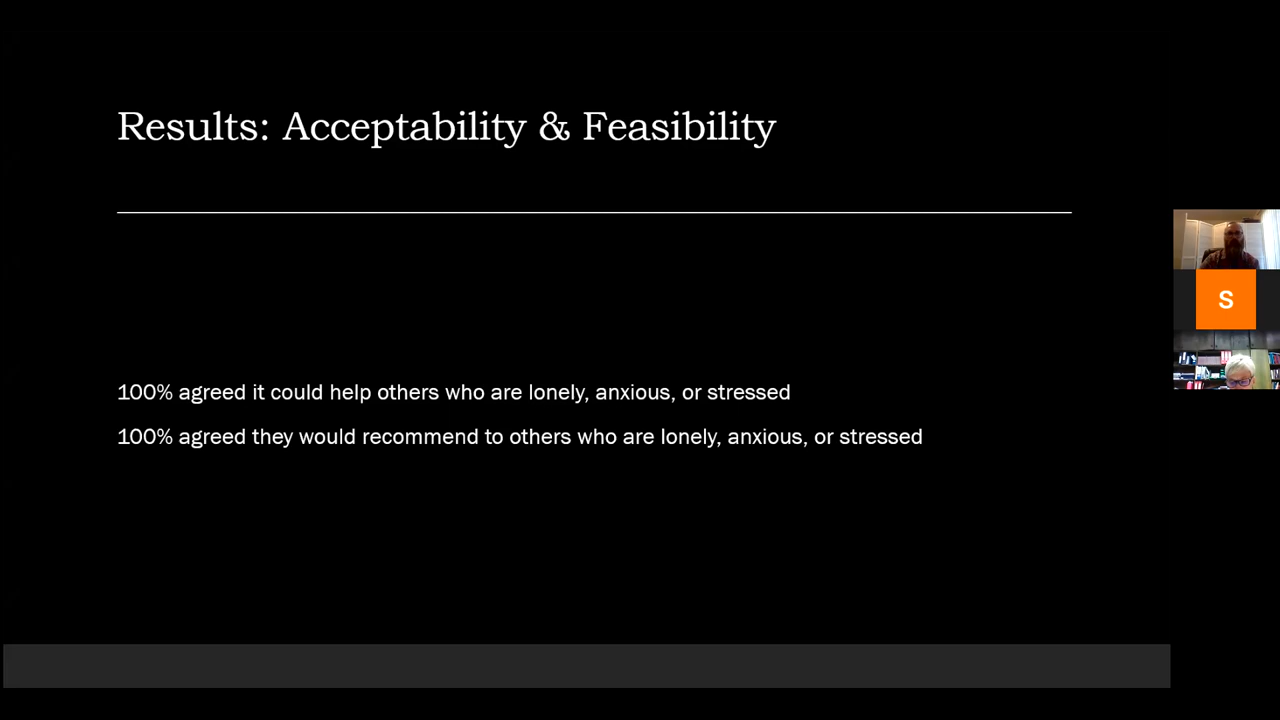 Results: Acceptability & Feasibility
100% agreed it could help others who are lonely, anxious, or stressed
100% agreed they would recommend to others who are lonely, anxious, or stressed
S